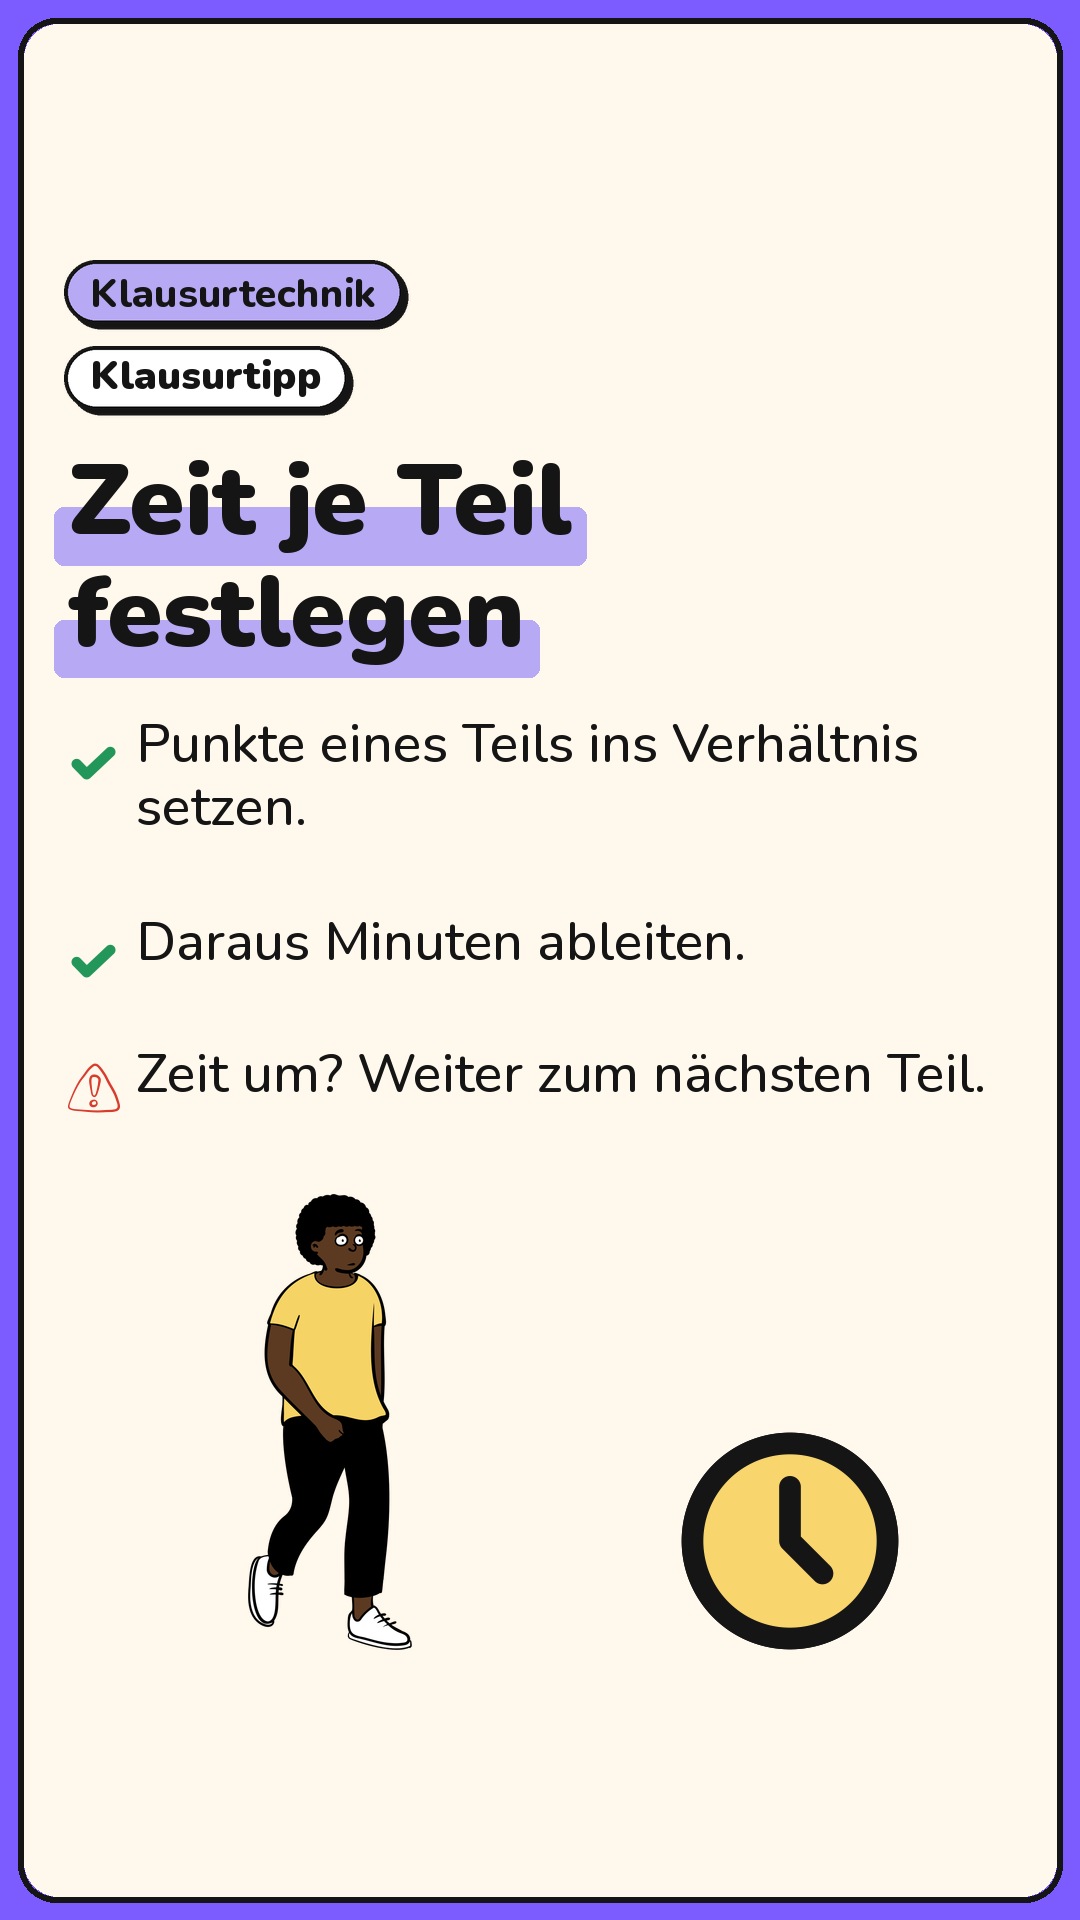 Klausurtechnik
Klausurtipp
Zeit je Teil
festlegen
Punkte eines Teils ins Verhältnis
setzen.
Daraus Minuten ableiten.
Zeit um? Weiter zum nächsten Teil.